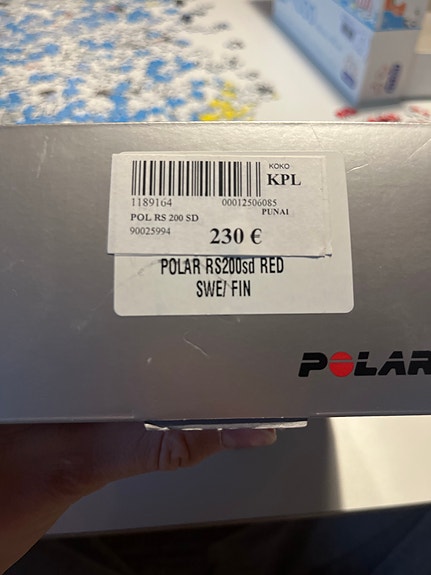 KOKO
KPL
1189164 00012506085
POL RS 200 SD PUNAI
90025994 230 €
POLAR RS200sd RED
SWE/ FIN
POLAR